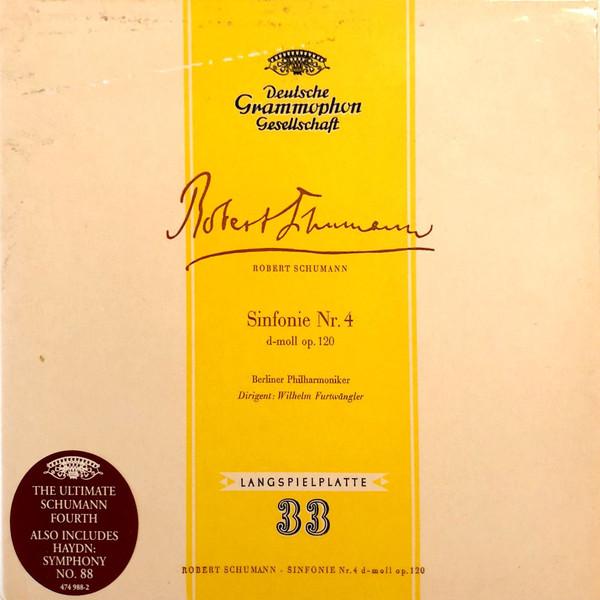 Deutsche
Grammophon
Gesellschaft
Robert Schumann
ROBERT SCHUMANN
Sinfonie Nr. 4
d-moll op. 120
Berliner Philharmoniker
Dirigent: Wilhelm Furtwängler
LANGSPIELPLATTE
33
ROBERT SCHUMANN - SINFONIE Nr. 4 d-moll op. 120
THE ULTIMATE
SCHUMANN
FOURTH
ALSO INCLUDES
HAYDN:
SYMPHONY
NO. 88
474 988-2